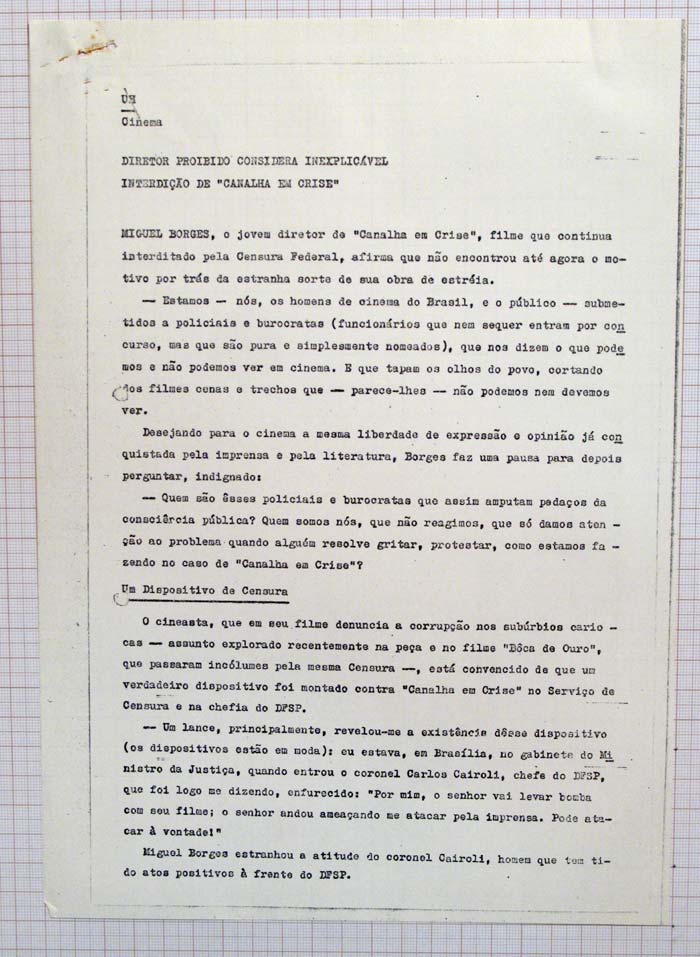 UH
Cinema
DIRETOR PROIBIDO CONSIDERA INEXPLICÁVEL
INTERDIÇÃO DE "CANALHA EM CRISE"
MIGUEL BORGES, o jovem diretor de "Canalha em Crise", filme que continua
interditado pela Censura Federal, afirma que não encontrou até agora o mo-
tivo por trás da estranha sorte de sua obra de estréia.
— Estamos — nós, os homens de cinema do Brasil, e o público — subme-
tidos a policiais e burocratas (funcionários que nem sequer entram por con
curso, mas que são pura e simplesmente nomeados), que nos dizem o que pode
mos e não podemos ver em cinema. E que tapam os olhos do povo, cortando
dos filmes cenas e trechos que — parece-lhes — não podemos nem devemos
ver.
Desejando para o cinema a mesma liberdade de expressão e opinião já con
quistada pela imprensa e pela literatura, Borges faz uma pausa para depois
perguntar, indignado:
— Quem são êsses policiais e burocratas que assim amputam pedaços da
consciência pública? Quem somos nós, que não reagimos, que só damos aten -
ção ao problema quando alguém resolve gritar, protestar, como estamos fa -
zendo no caso de "Canalha em Crise"?
Um Dispositivo de Censura
O cineasta, que em seu filme denuncia a corrupção nos subúrbios cario -
cas — assunto explorado recentemente na peça e no filme "Bôca de Ouro",
que passaram incólumes pela mesma Censura —, está convencido de que um
verdadeiro dispositivo foi montado contra "Canalha em Crise" no Serviço de
Censura e na chefia do DFSP.
— Um lance, principalmente, revelou-me a existência dêsse dispositivo
(os dispositivos estão em moda): eu estava, em Brasília, no gabinete do Mi
nistro da Justiça, quando entrou o coronel Carlos Cairoli, chefe do DFSP,
que foi logo me dizendo, enfurecido: "Por mim, o senhor vai levar bomba
com seu filme; o senhor andou ameaçando me atacar pela imprensa. Pode ata-
car à vontade!"
Miguel Borges estranhou a atitude do coronel Cairoli, homem que tem ti-
do atos positivos à frente do DFSP.